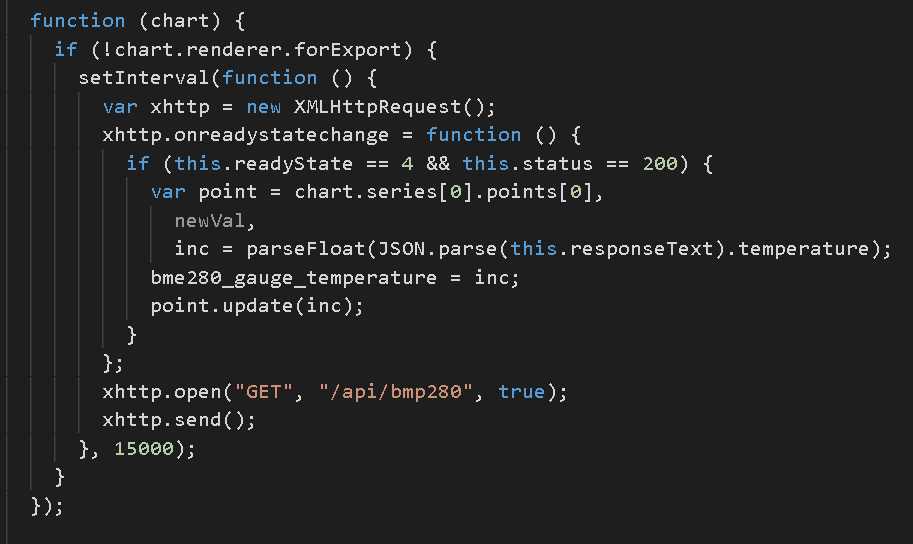 function (chart) {
if (!chart.renderer.forExport) {
setInterval(function () {
var xhttp = new XMLHttpRequest();
xhttp.onreadystatechange = function () {
if (this.readyState == 4 && this.status == 200) {
var point = chart.series[0].points[0],
newVal,
inc = parseFloat(JSON.parse(this.responseText).temperature);
bme280_gauge_temperature = inc;
point.update(inc);
}
};
xhttp.open("GET", "/api/bmp280", true);
xhttp.send();
}, 15000);
}
});